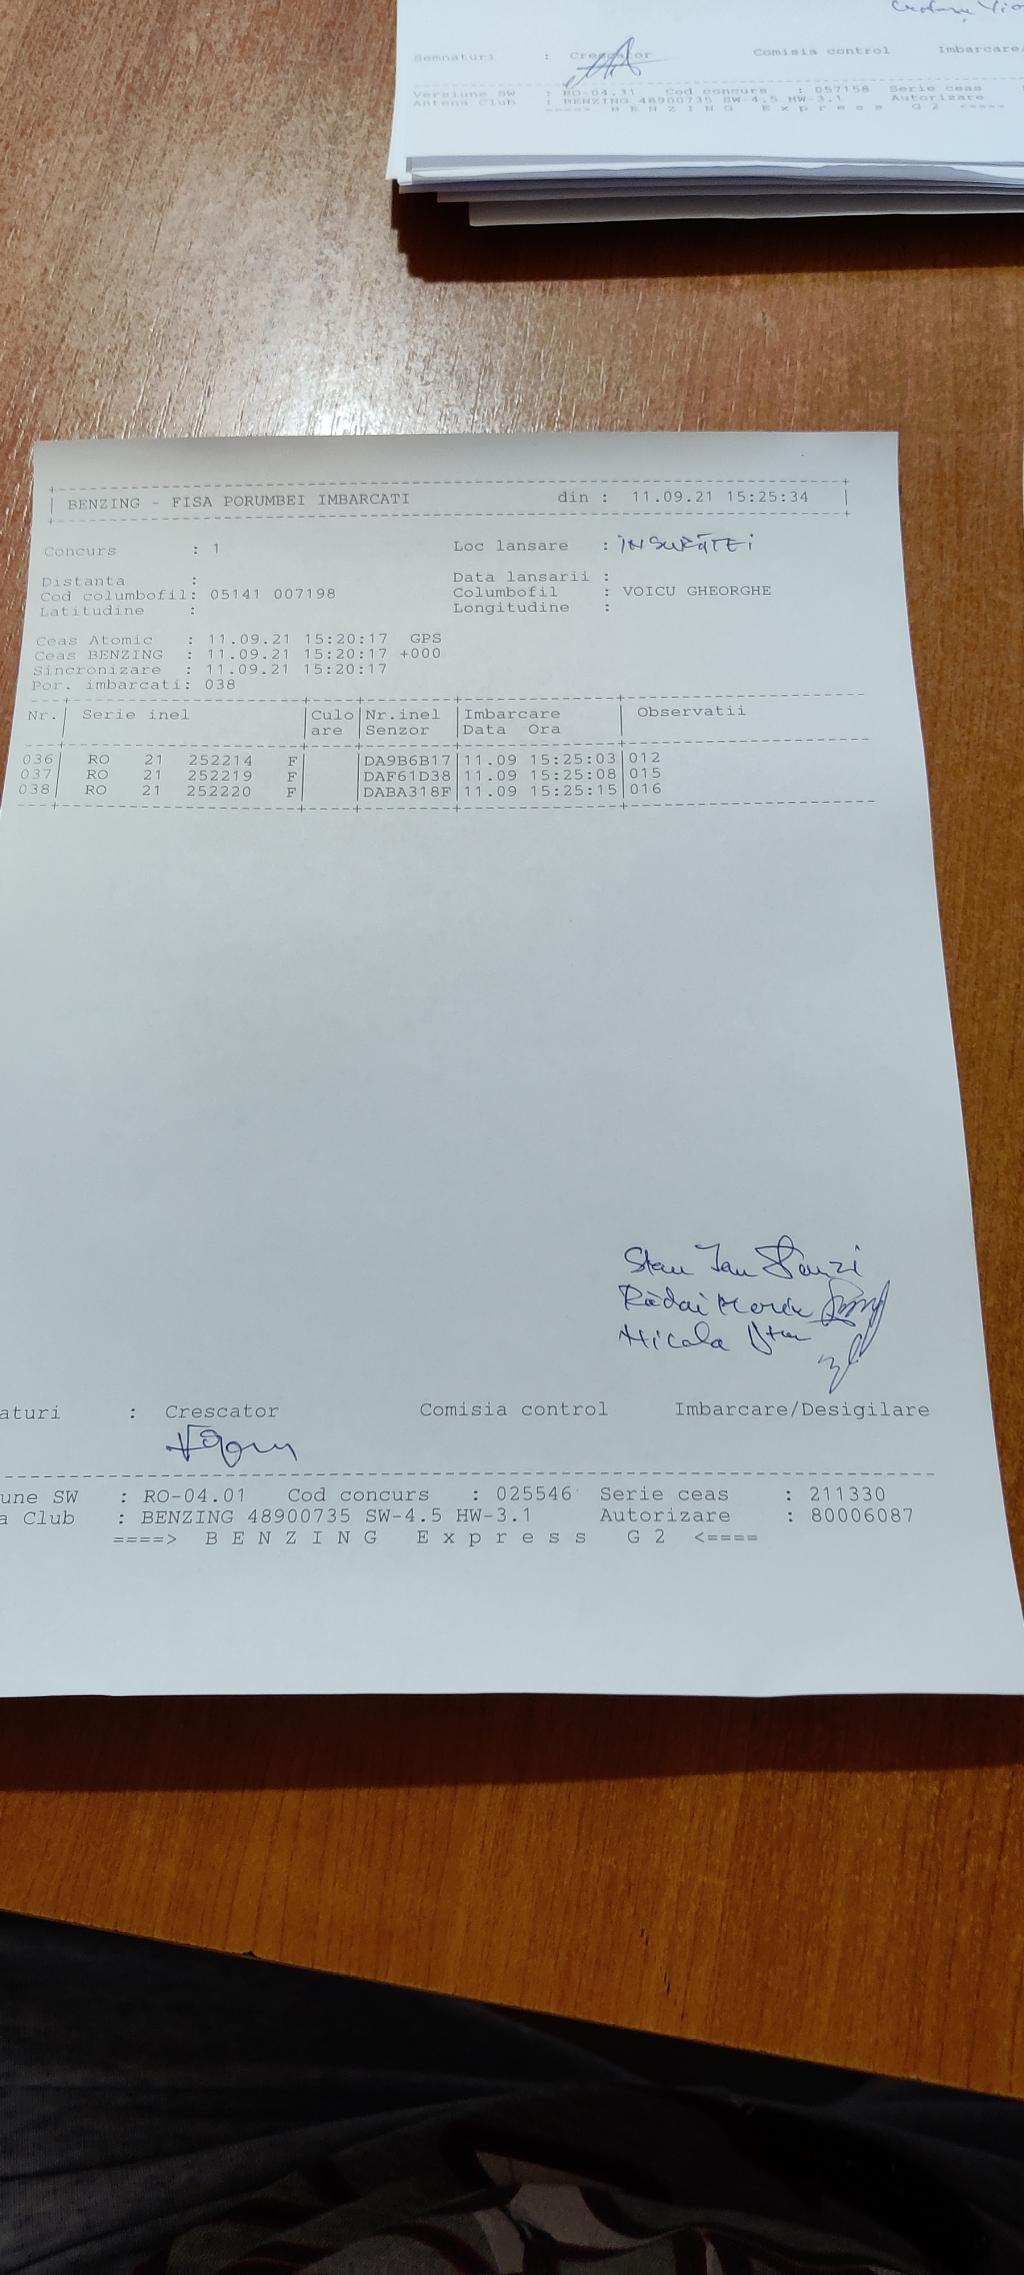 Semnaturi : Crescator Comisia control Imbarcare/
Versiune SW : RO-04.31 Cod concurs : 057158 Serie ceas
Antena Club : BENZING 48900735 SW-4.5 HW-3.1 Autorizare
====> B E N Z I N G E x p r e s s G 2 <====
BENZING - FISA PORUMBEI IMBARCATI din : 11.09.21 15:25:34
Concurs : 1 Loc lansare : INSURĂȚEI
Distanta : Data lansarii :
Cod columbofil: 05141 007198 Columbofil : VOICU GHEORGHE
Latitudine : Longitudine :
Ceas Atomic : 11.09.21 15:20:17 GPS
Ceas BENZING : 11.09.21 15:20:17 +000
Sincronizare : 11.09.21 15:20:17
Por. imbarcati: 038
Nr. Serie inel Culo Nr.inel Imbarcare Observatii
are Senzor Data Ora
036 RO 21 252214 F DA9B6B17 11.09 15:25:03 012
037 RO 21 252219 F DAF61D38 11.09 15:25:08 015
038 RO 21 252220 F DABA318F 11.09 15:25:15 016
Stan Ion
Rădoi
Nicola
aturi : Crescator Comisia control Imbarcare/Desigilare
une SW : RO-04.01 Cod concurs : 025546 Serie ceas : 211330
a Club : BENZING 48900735 SW-4.5 HW-3.1 Autorizare : 80006087
====> B E N Z I N G E x p r e s s G 2 <====